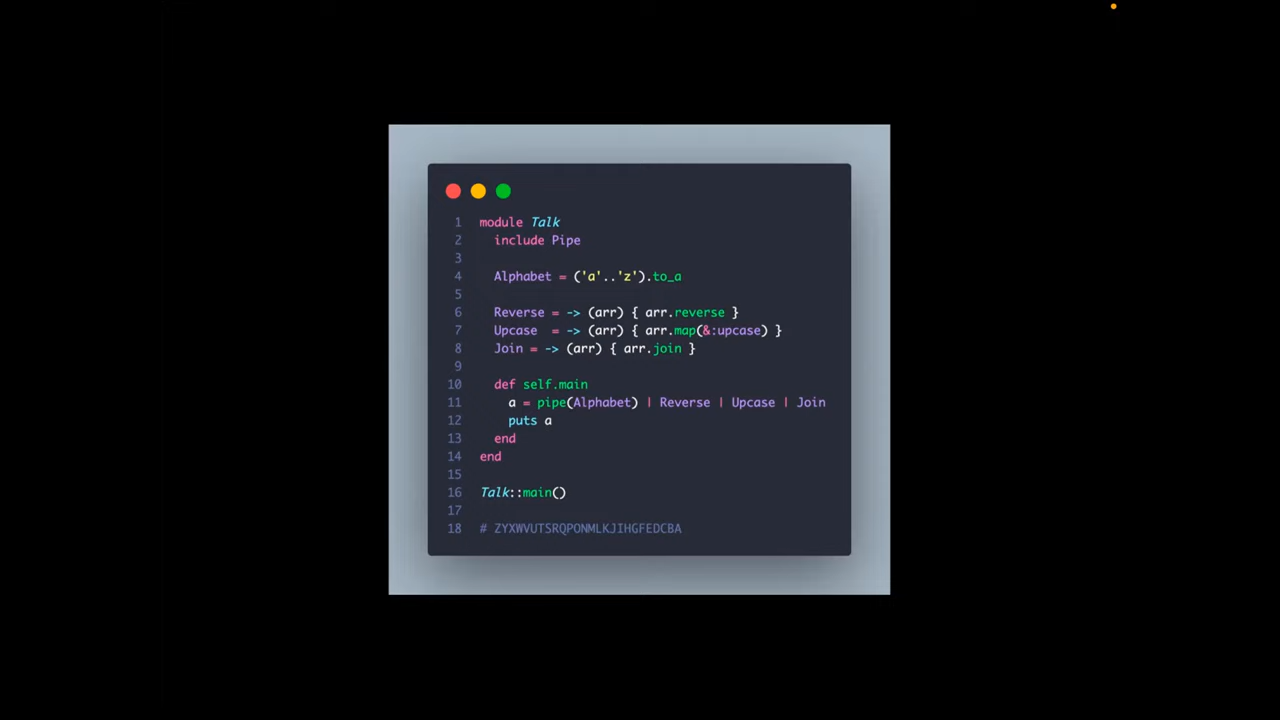 1 module Talk
2   include Pipe
3
4   Alphabet = ('a'..'z').to_a
5
6   Reverse = -> (arr) { arr.reverse }
7   Upcase  = -> (arr) { arr.map(&:upcase) }
8   Join = -> (arr) { arr.join }
9
10   def self.main
11     a = pipe(Alphabet) | Reverse | Upcase | Join
12     puts a
13   end
14 end
15
16 Talk::main()
17
18 # ZYXWVUTSRQPONMLKJIHGFEDCBA